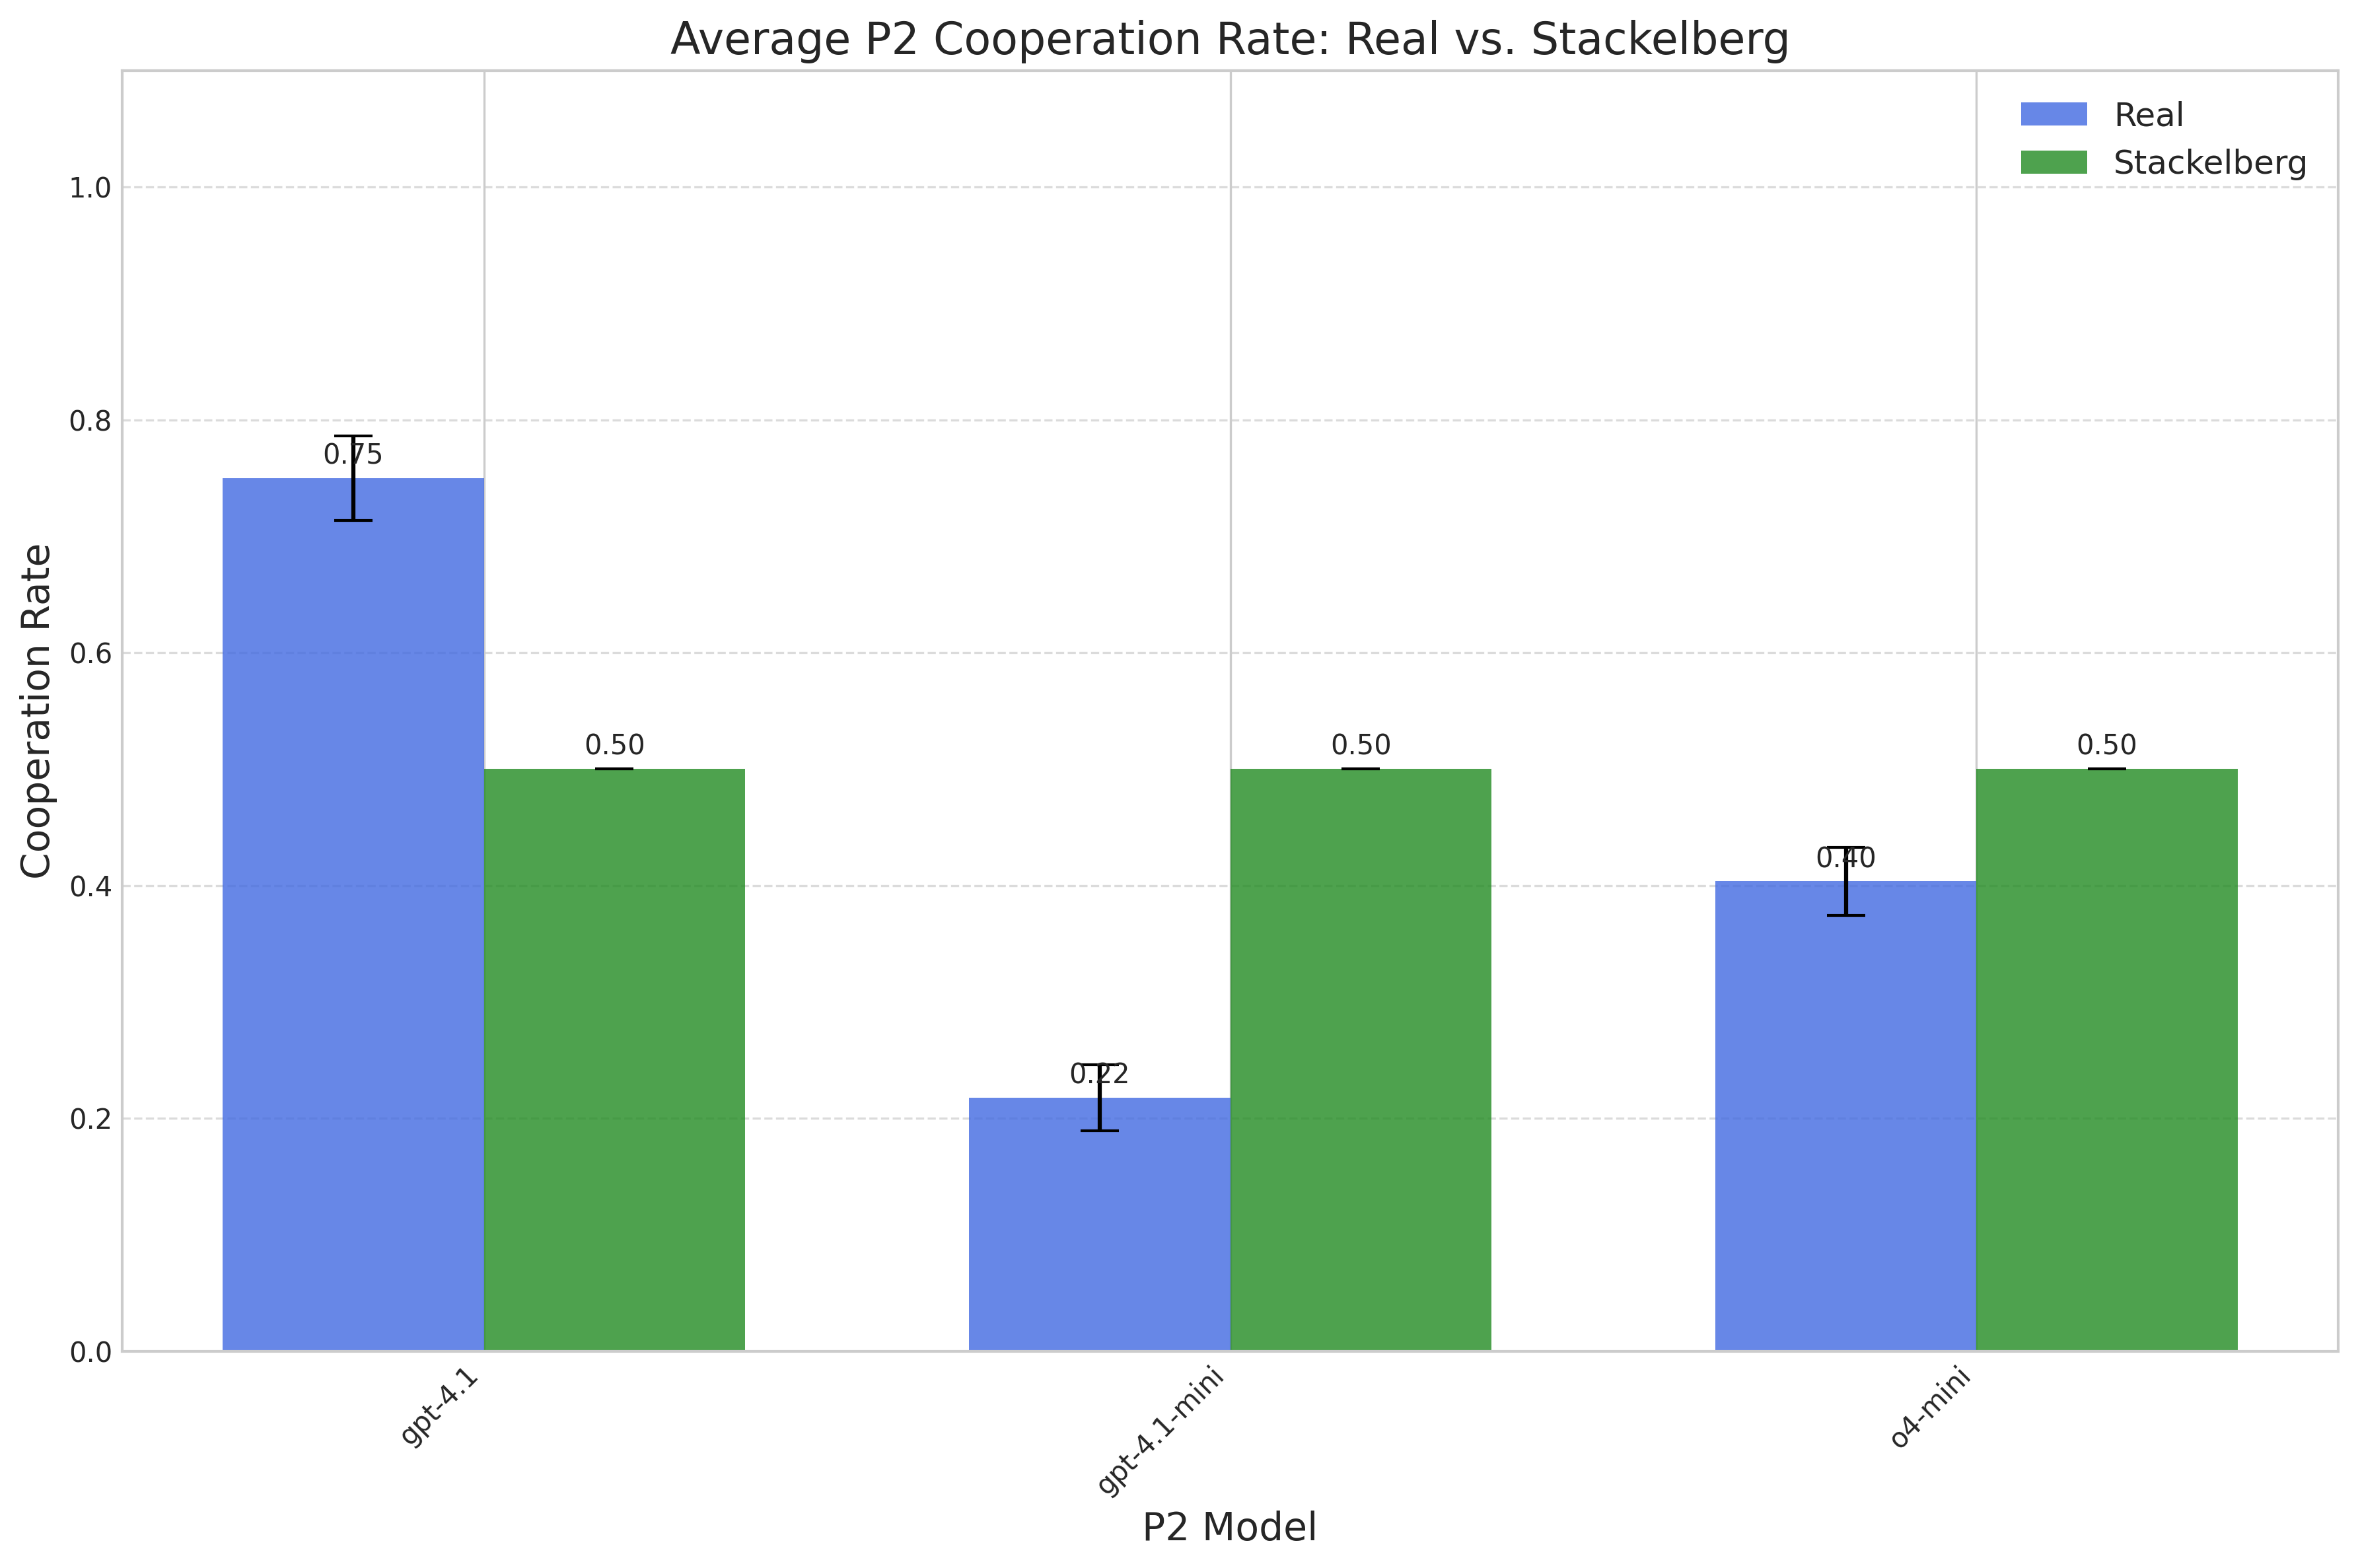 Average P2 Cooperation Rate: Real vs. Stackelberg
Real
Stackelberg
Cooperation Rate
1.0
0.8
0.6
0.4
0.2
0.0
0.75
0.50
0.22
0.50
0.40
0.50
gpt-4.1
gpt-4.1-mini
o4-mini
P2 Model